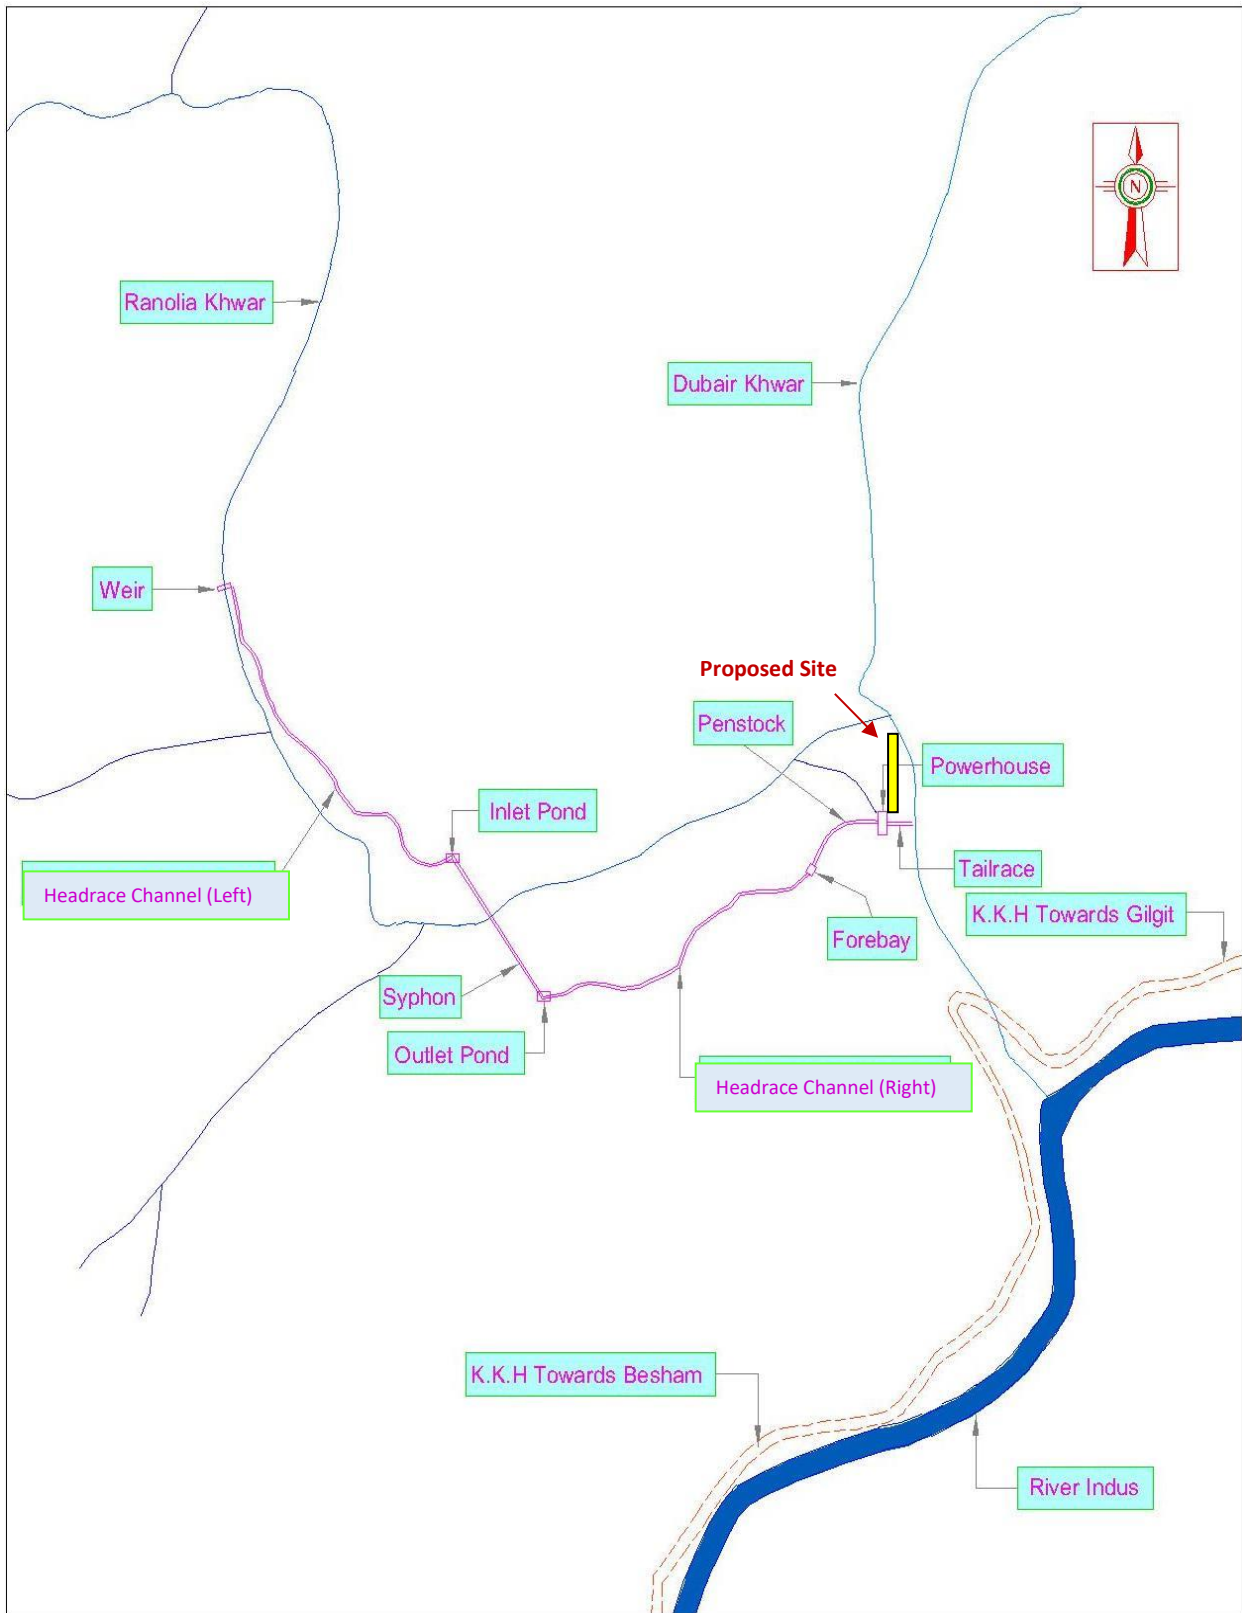 N
Ranolia Khwar
Dubair Khwar
Weir
Proposed Site
Penstock
Powerhouse
Inlet Pond
Tailrace
Headrace Channel (Left)
K.K.H Towards Gilgit
Forebay
Syphon
Outlet Pond
Headrace Channel (Right)
K.K.H Towards Besham
River Indus